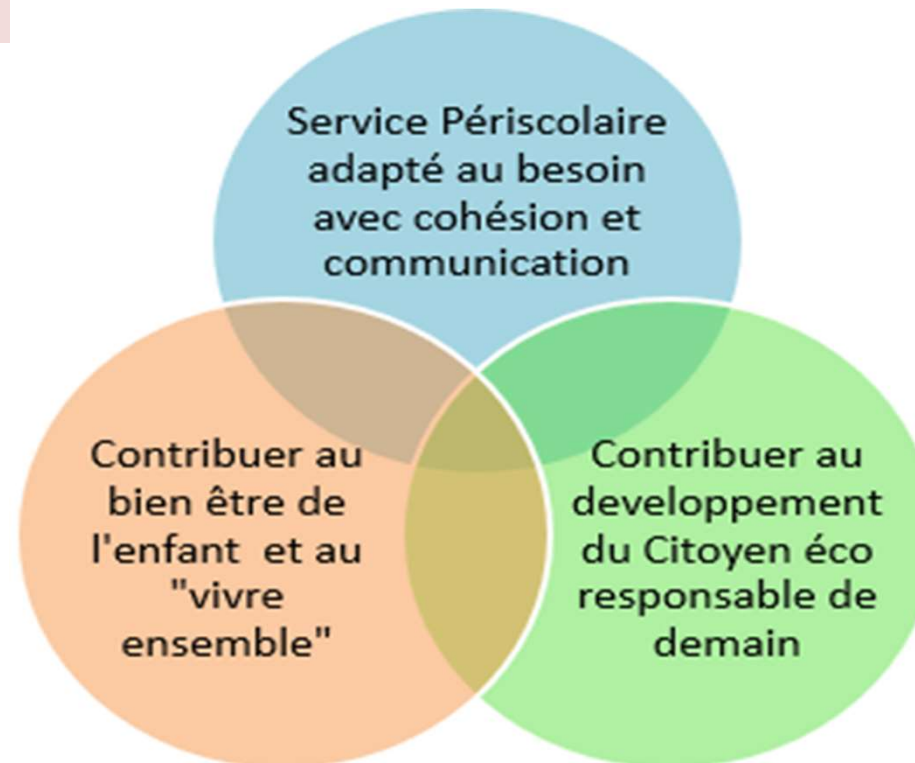 Service Périscolaire
adapté au besoin
avec cohésion et
communication
Contribuer au
bien être de
l'enfant et au
"vivre
ensemble"
Contribuer au
developpement
du Citoyen éco
responsable de
demain